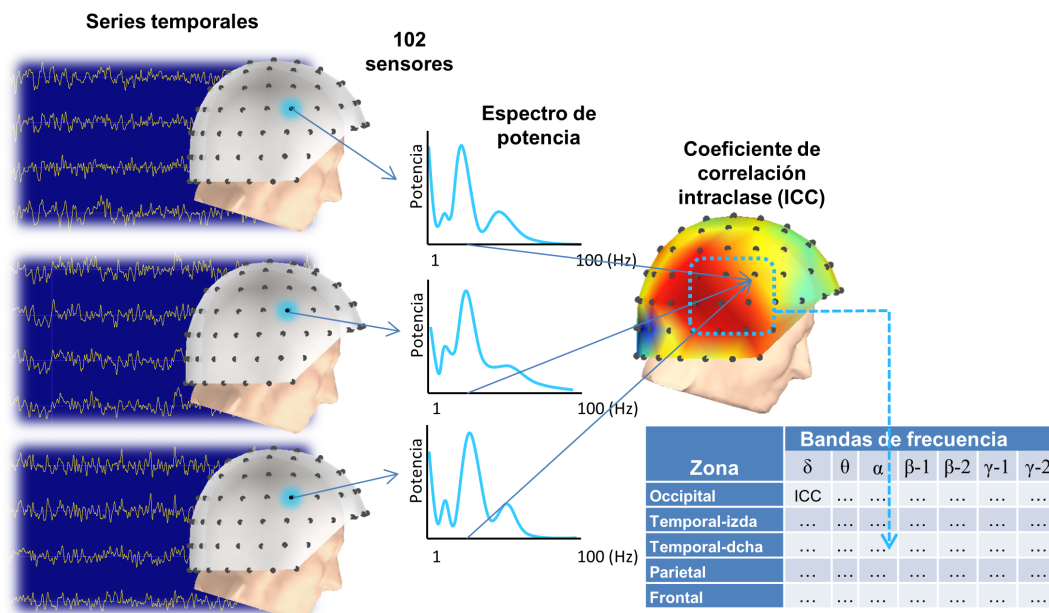 Series temporales
102
sensores
Espectro de
potencia
Coeficiente de
correlación
intraclase (ICC)
Potencia
1
100 (Hz)
Potencia
1
100 (Hz)
Potencia
1
100 (Hz)
Zona
Bandas de frecuencia
δ θ α β-1 β-2 γ-1 γ-2
Occipital ICC ... ... ... ... ... ...
Temporal-izda ... ... ... ... ... ... ...
Temporal-dcha ... ... ... ... ... ... ...
Parietal ... ... ... ... ... ... ...
Frontal ... ... ... ... ... ... ...